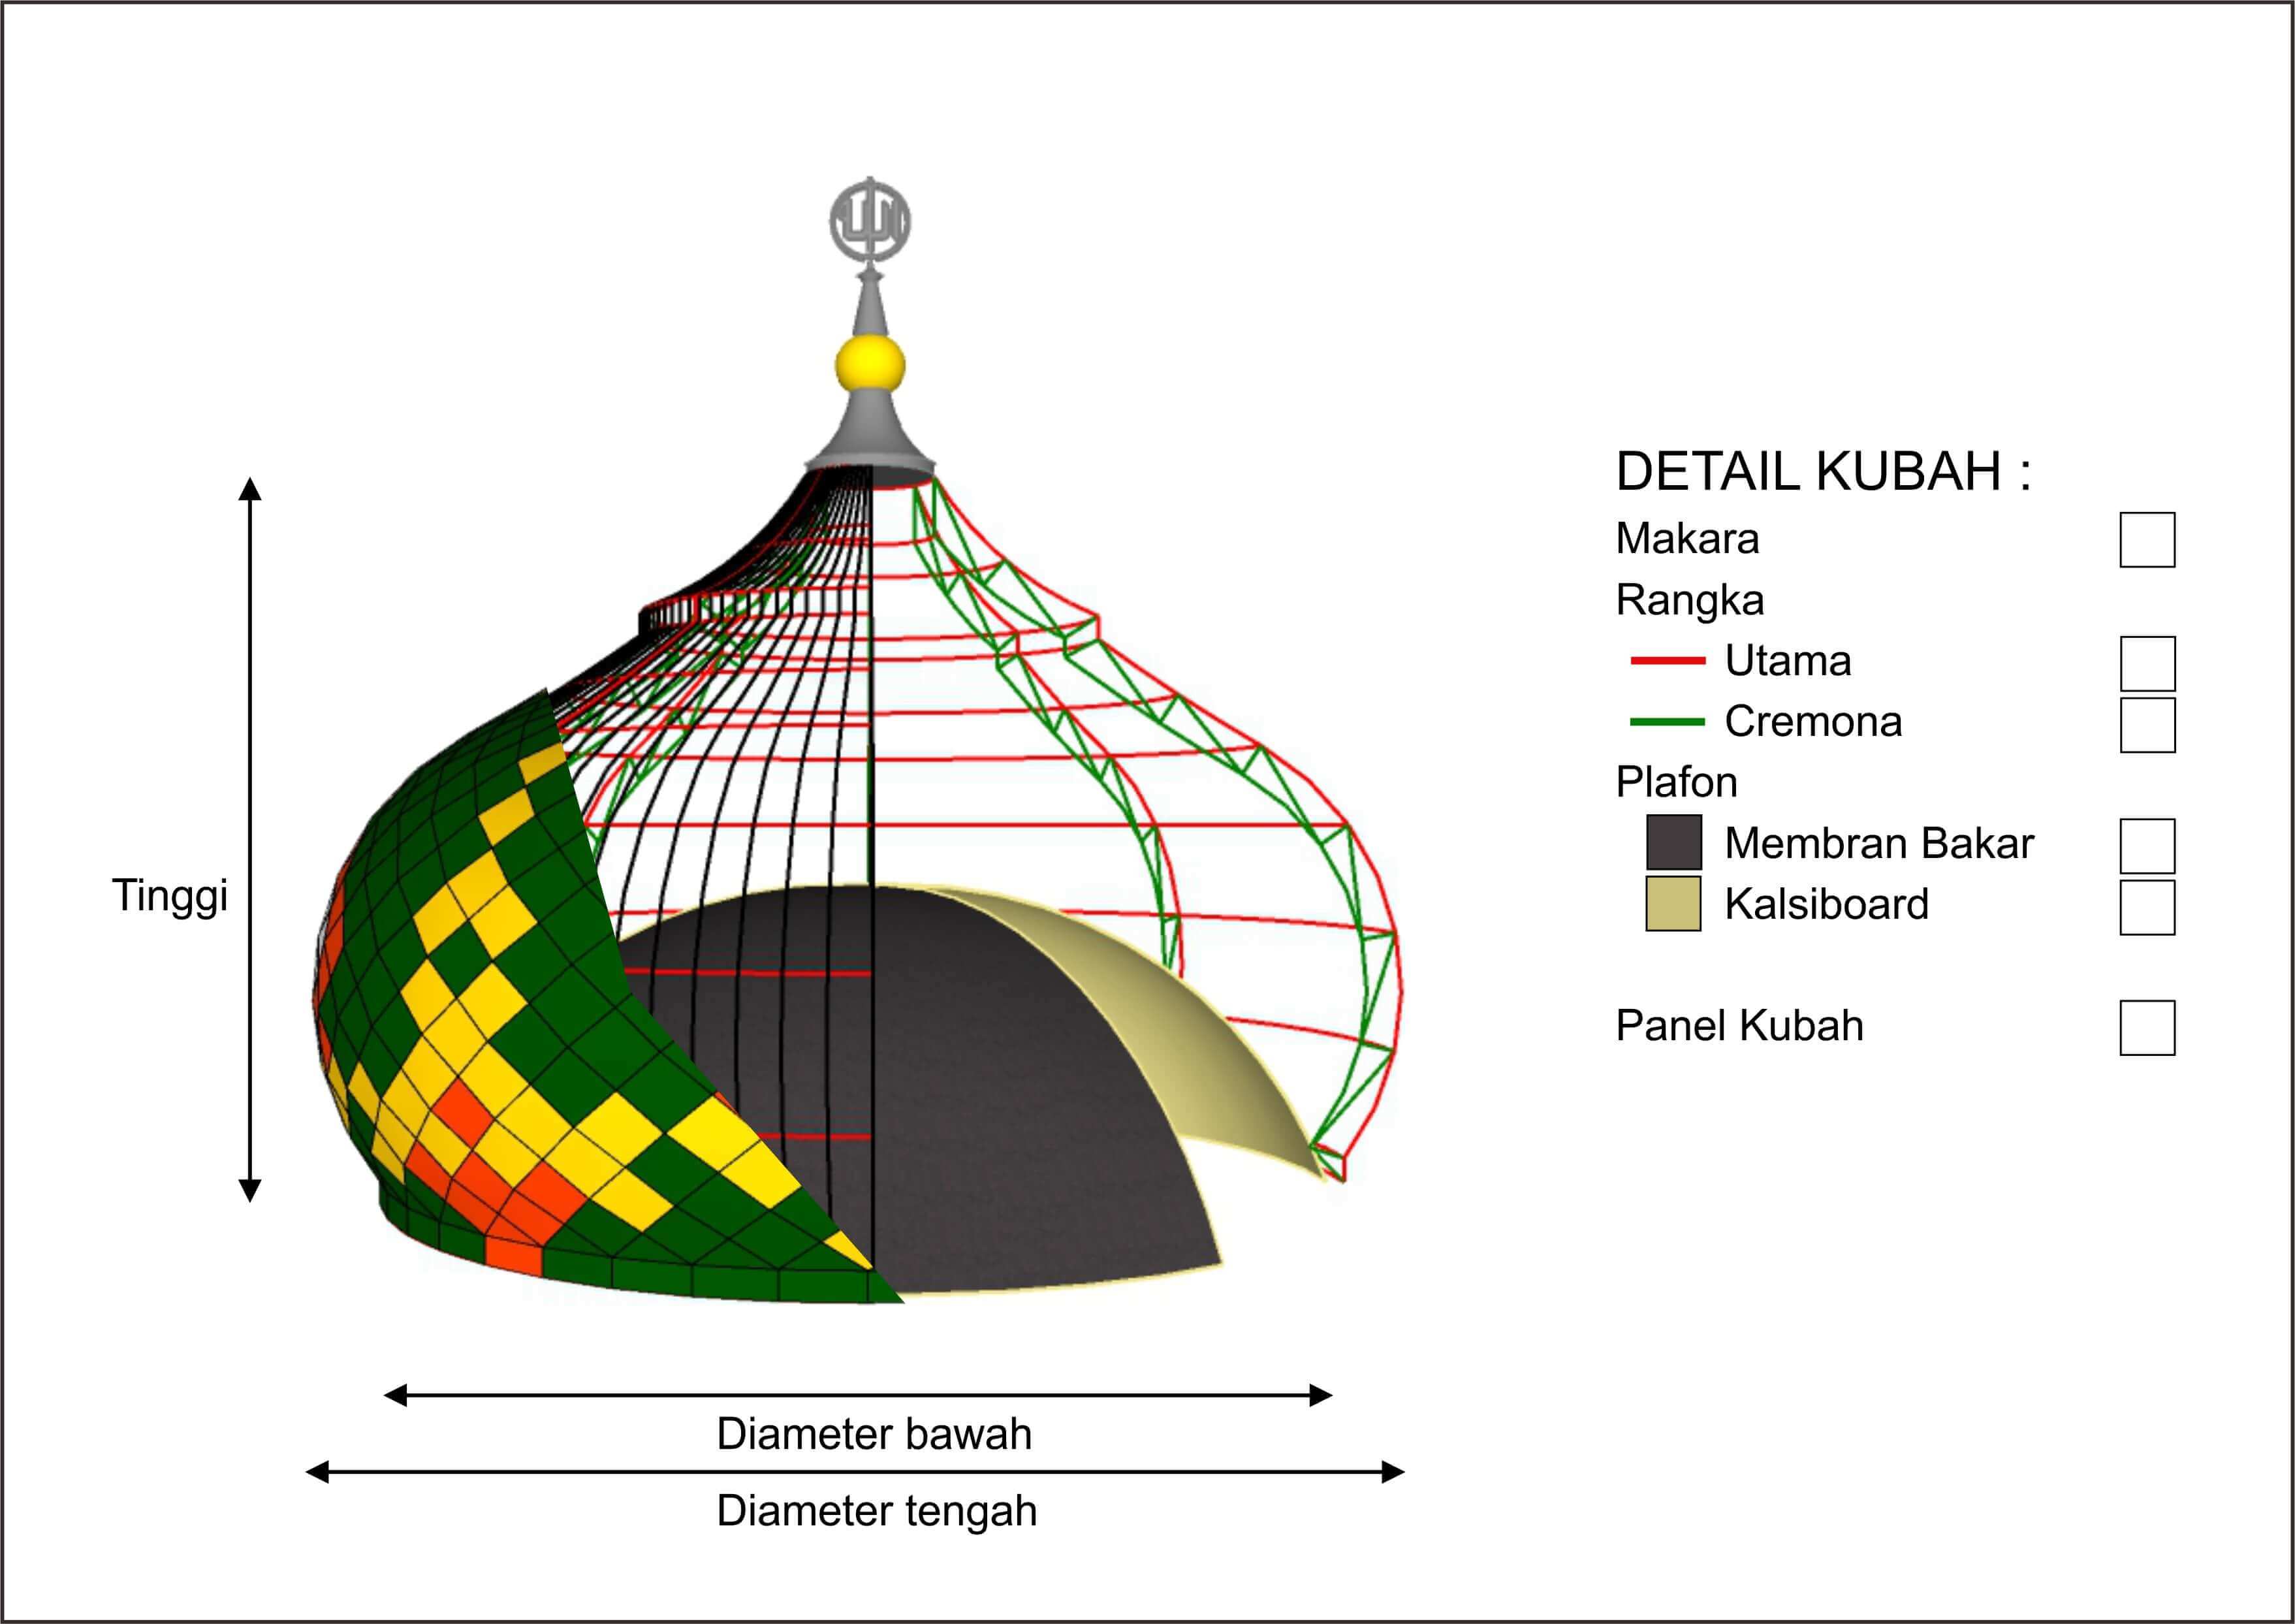 DETAIL KUBAH :
Makara
Rangka
Utama
Cremona
Plafon
Membran Bakar
Kalsiboard
Panel Kubah
Tinggi
Diameter bawah
Diameter tengah